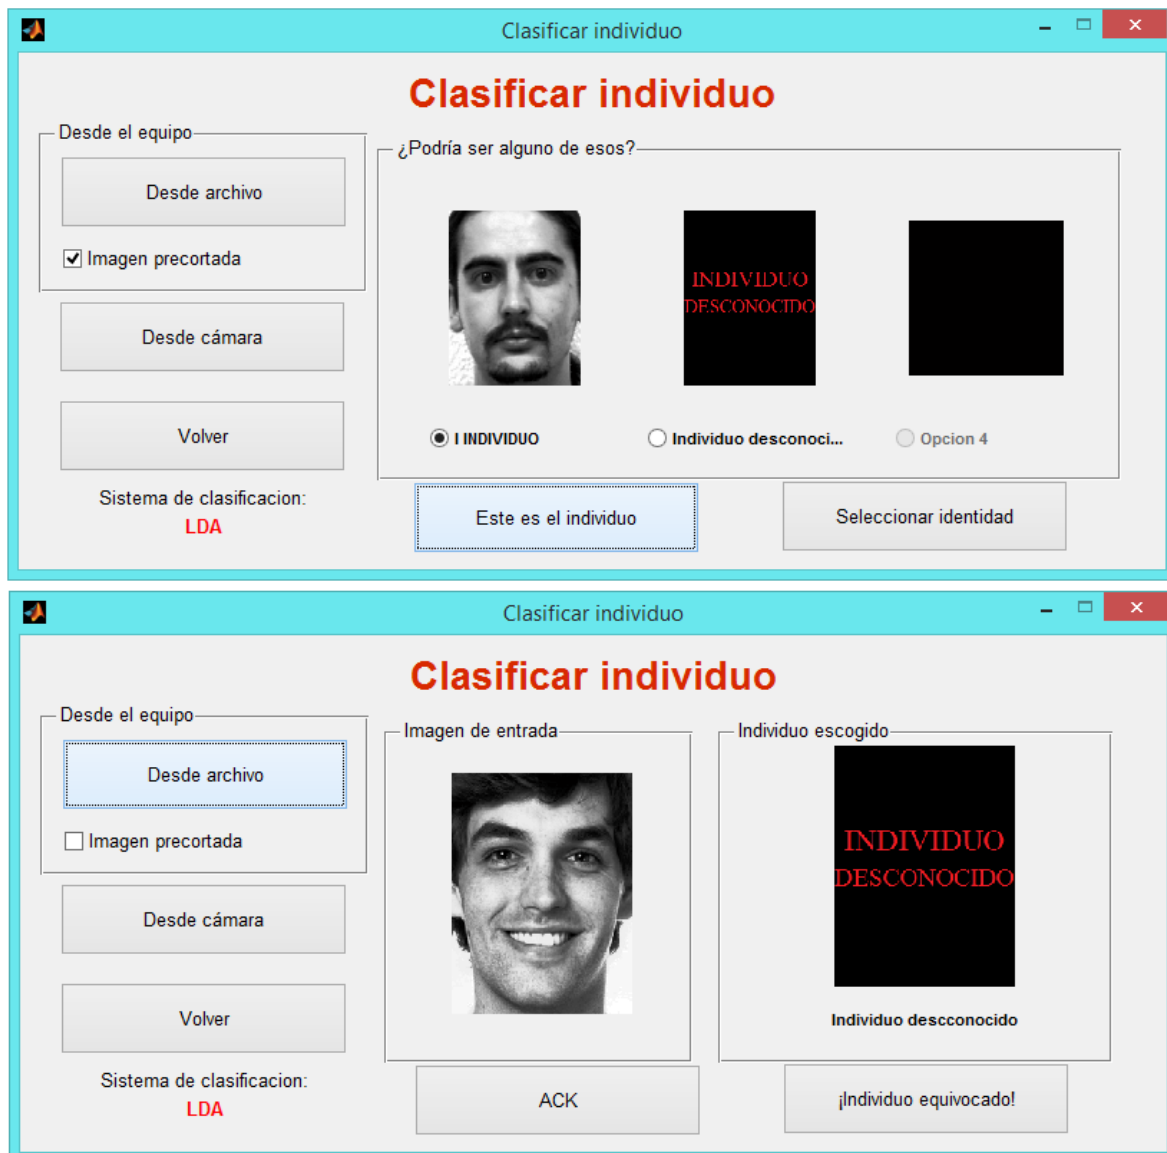 Clasificar individuo
Clasificar individuo
Desde el equipo
Desde archivo
Imagen precortada
Desde cámara
Volver
Sistema de clasificacion:
LDA
¿Podría ser alguno de esos?
INDIVIDUO
DESCONOCIDO
I INDIVIDUO
Individuo desconoci...
Opcion 4
Este es el individuo
Seleccionar identidad
Clasificar individuo
Clasificar individuo
Desde el equipo
Desde archivo
Imagen precortada
Desde cámara
Volver
Sistema de clasificacion:
LDA
Imagen de entrada
Individuo escogido
INDIVIDUO
DESCONOCIDO
Individuo descconocido
ACK
¡Individuo equivocado!